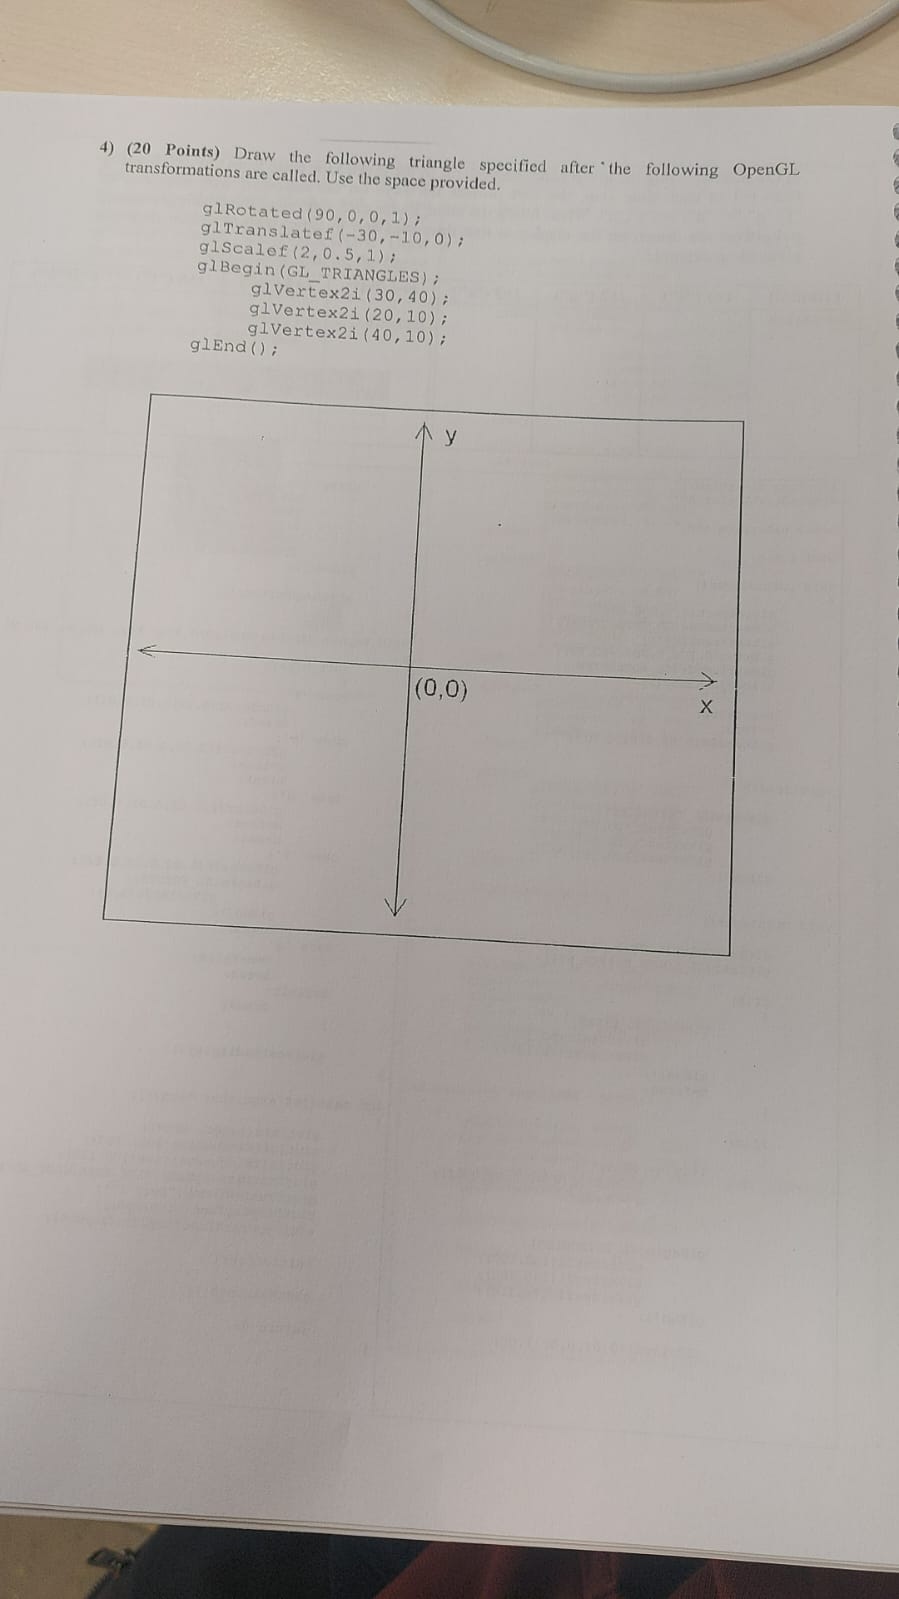 4) (20 Points) Draw the following triangle specified after the following OpenGL
transformations are called. Use the space provided.
glRotated(90,0,0,1);
glTranslatef(-30,-10,0);
glScalef(2,0.5,1);
glBegin(GL_TRIANGLES);
glVertex2i(30,40);
glVertex2i(20,10);
glVertex2i(40,10);
glEnd();
y
(0,0)
x